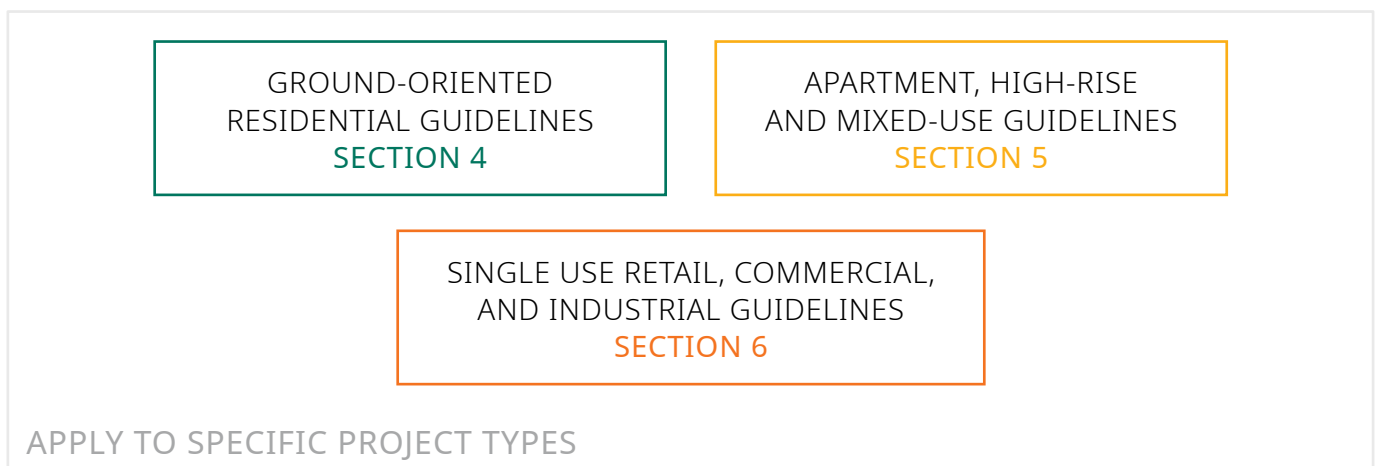 GROUND-ORIENTED
RESIDENTIAL GUIDELINES
SECTION 4
APARTMENT, HIGH-RISE
AND MIXED-USE GUIDELINES
SECTION 5
SINGLE USE RETAIL, COMMERCIAL,
AND INDUSTRIAL GUIDELINES
SECTION 6
APPLY TO SPECIFIC PROJECT TYPES